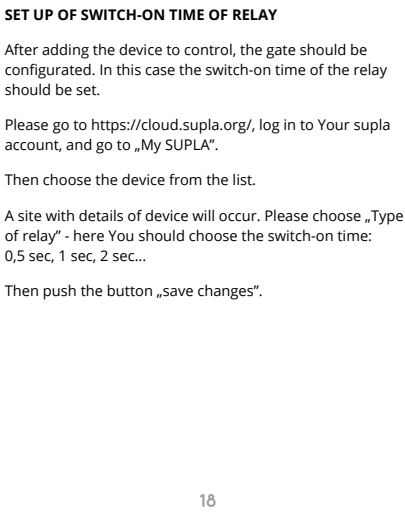 SET UP OF SWITCH-ON TIME OF RELAY
After adding the device to control, the gate should be
configurated. In this case the switch-on time of the relay
should be set.
Please go to https://cloud.supla.org/, log in to Your supla
account, and go to „My SUPLA”.
Then choose the device from the list.
A site with details of device will occur. Please choose „Type
of relay” - here You should choose the switch-on time:
0,5 sec, 1 sec, 2 sec...
Then push the button „save changes”.
18